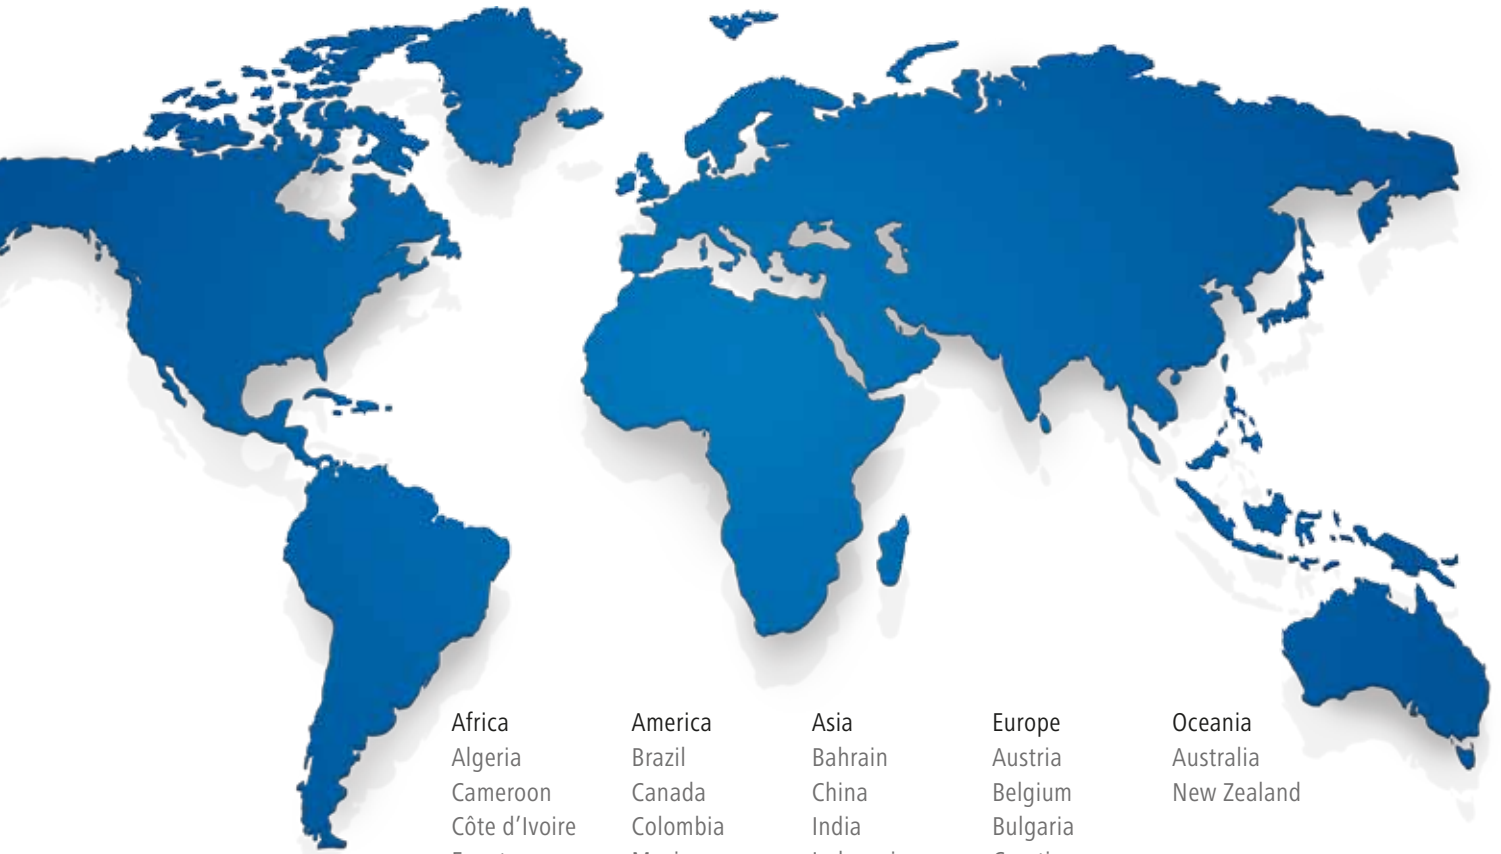 Africa
Algeria
Cameroon
Côte d’Ivoire
America
Brazil
Canada
Colombia
Asia
Bahrain
China
India
Europe
Austria
Belgium
Bulgaria
Oceania
Australia
New Zealand